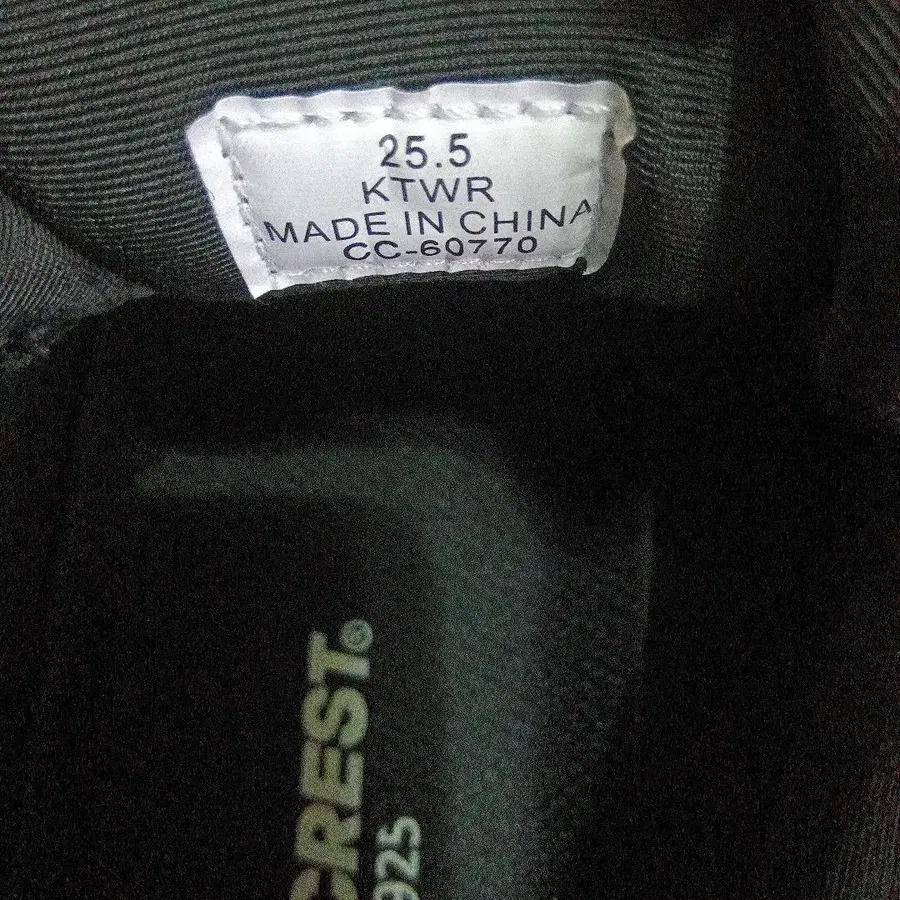 25.5
KTWR
MADE IN CHINA
CC-60770
CREST®
925